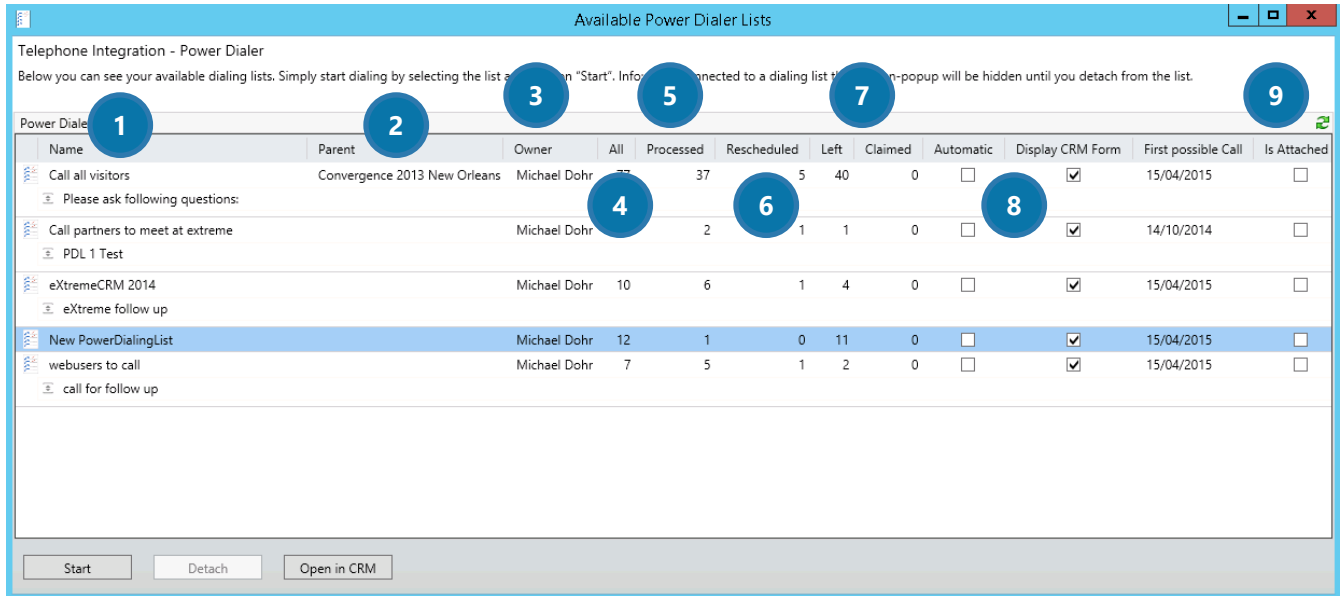 Available Power Dialer Lists
Telephone Integration - Power Dialer
Below you can see your available dialing lists. Simply start dialing by selecting the list "Start". connected to a dialing list popup will be hidden until you detach from the list.
3 5 7 9
1 2
Power
Name Parent Owner All Processed Rescheduled Left Claimed Automatic Display CRM Form First possible Call Is Attached
Call all visitors Convergence 2013 New Orleans Michael Dohr 37 5 40 0 15/04/2015
4 6 8
Please ask following questions:
Call partners to meet at extreme Michael Dohr 2 1 1 0 14/10/2014
PDL 1 Test
eXtremeCRM 2014 Michael Dohr 10 6 1 4 0 15/04/2015
eXtreme follow up
New PowerDialingList Michael Dohr 12 1 0 11 0 15/04/2015
webusers to call Michael Dohr 7 5 1 2 0 15/04/2015
call for follow up
Start Detach Open in CRM